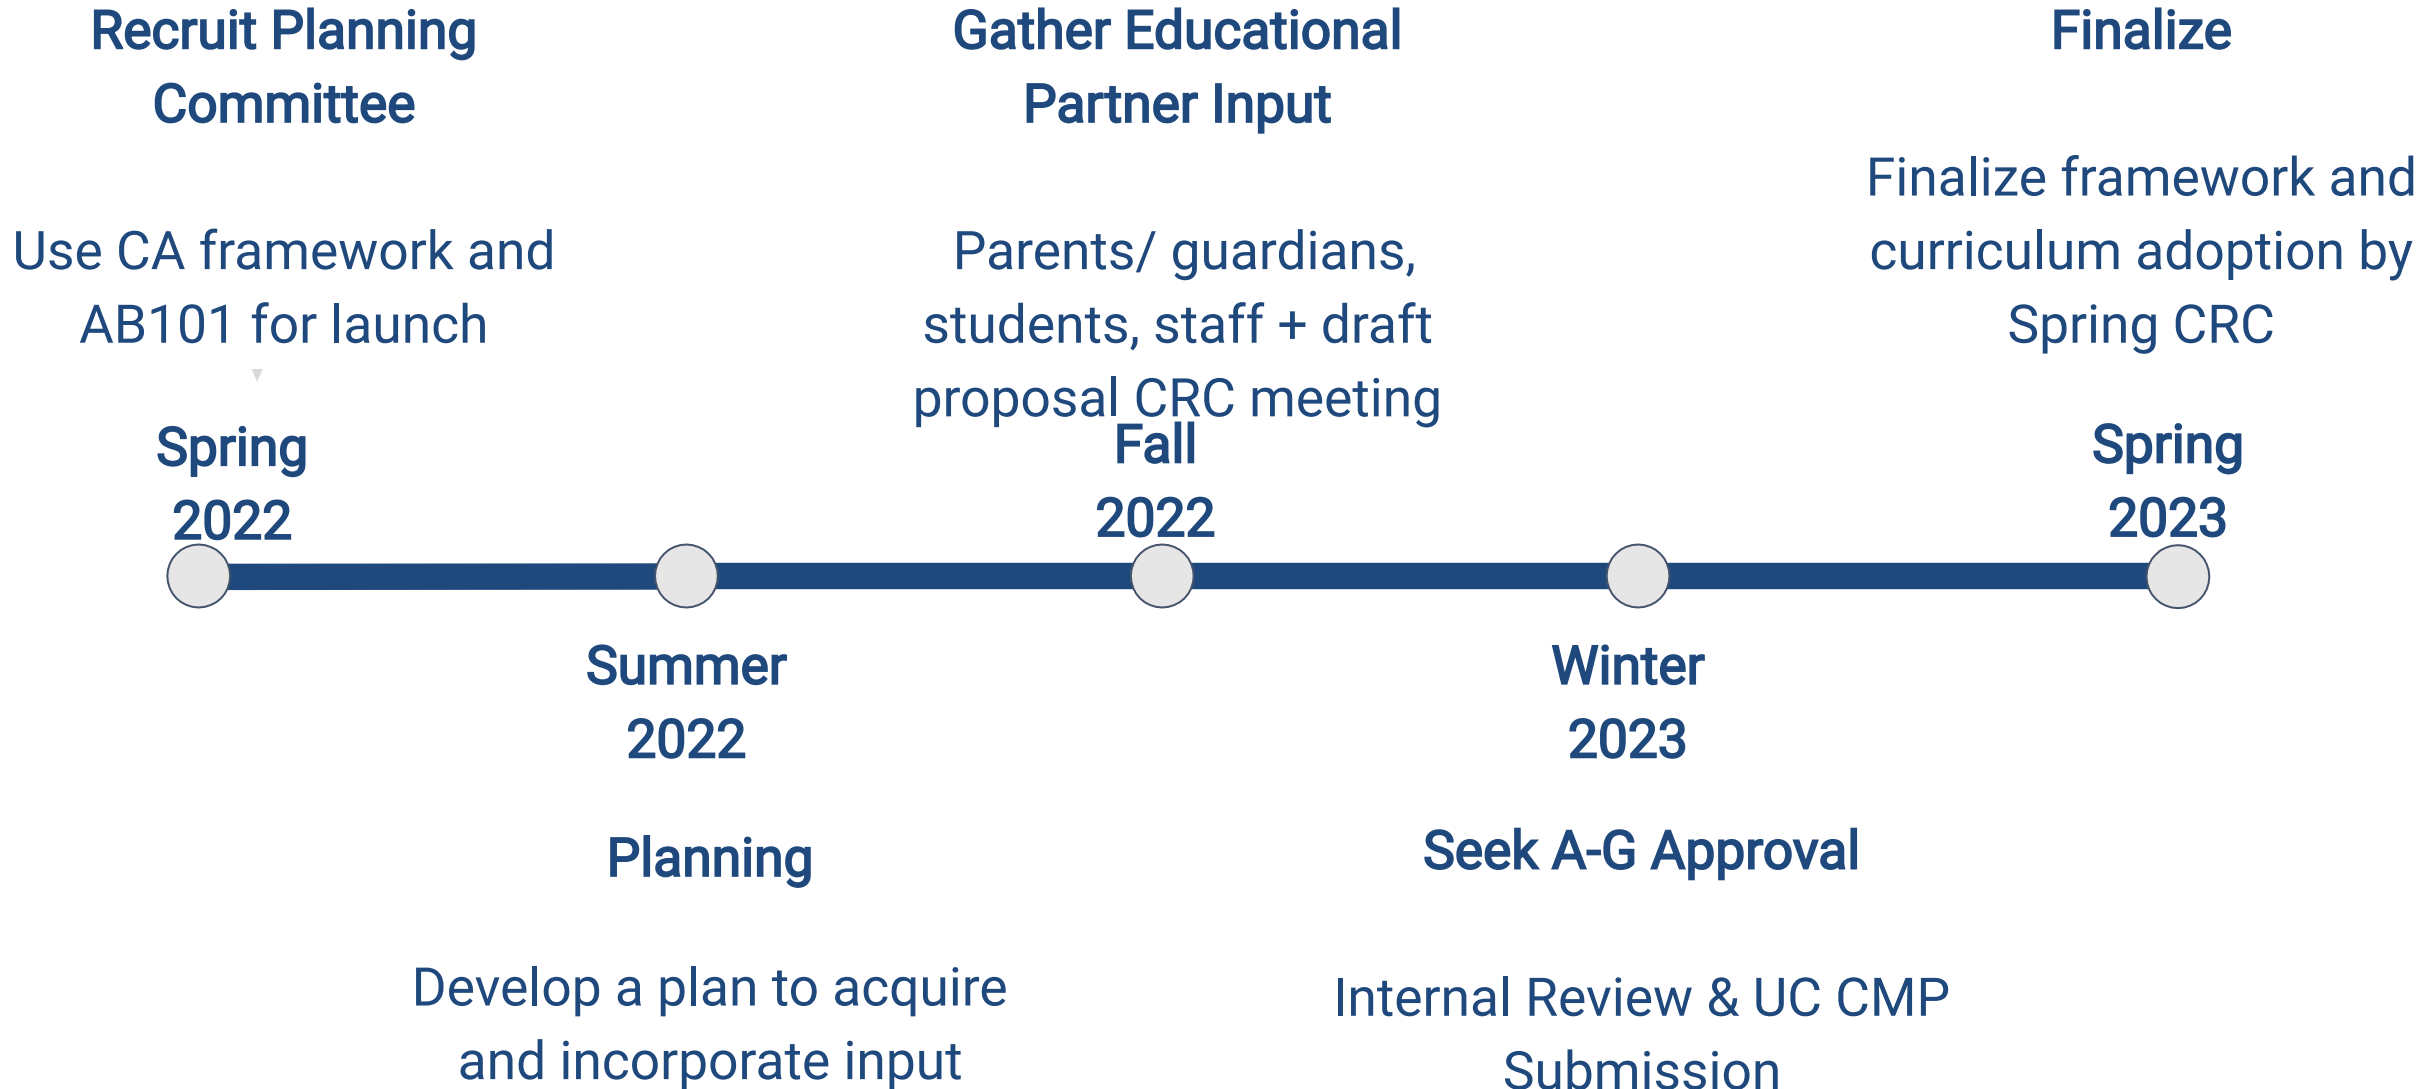 Recruit Planning
Committee
Use CA framework and
AB101 for launch
Spring
2022
Summer
2022
Planning
Develop a plan to acquire
and incorporate input
Gather Educational
Partner Input
Parents/ guardians,
students, staff + draft
proposal CRC meeting
Fall
2022
Winter
2023
Seek A-G Approval
Internal Review & UC CMP
Submission
Finalize
Finalize framework and
curriculum adoption by
Spring CRC
Spring
2023